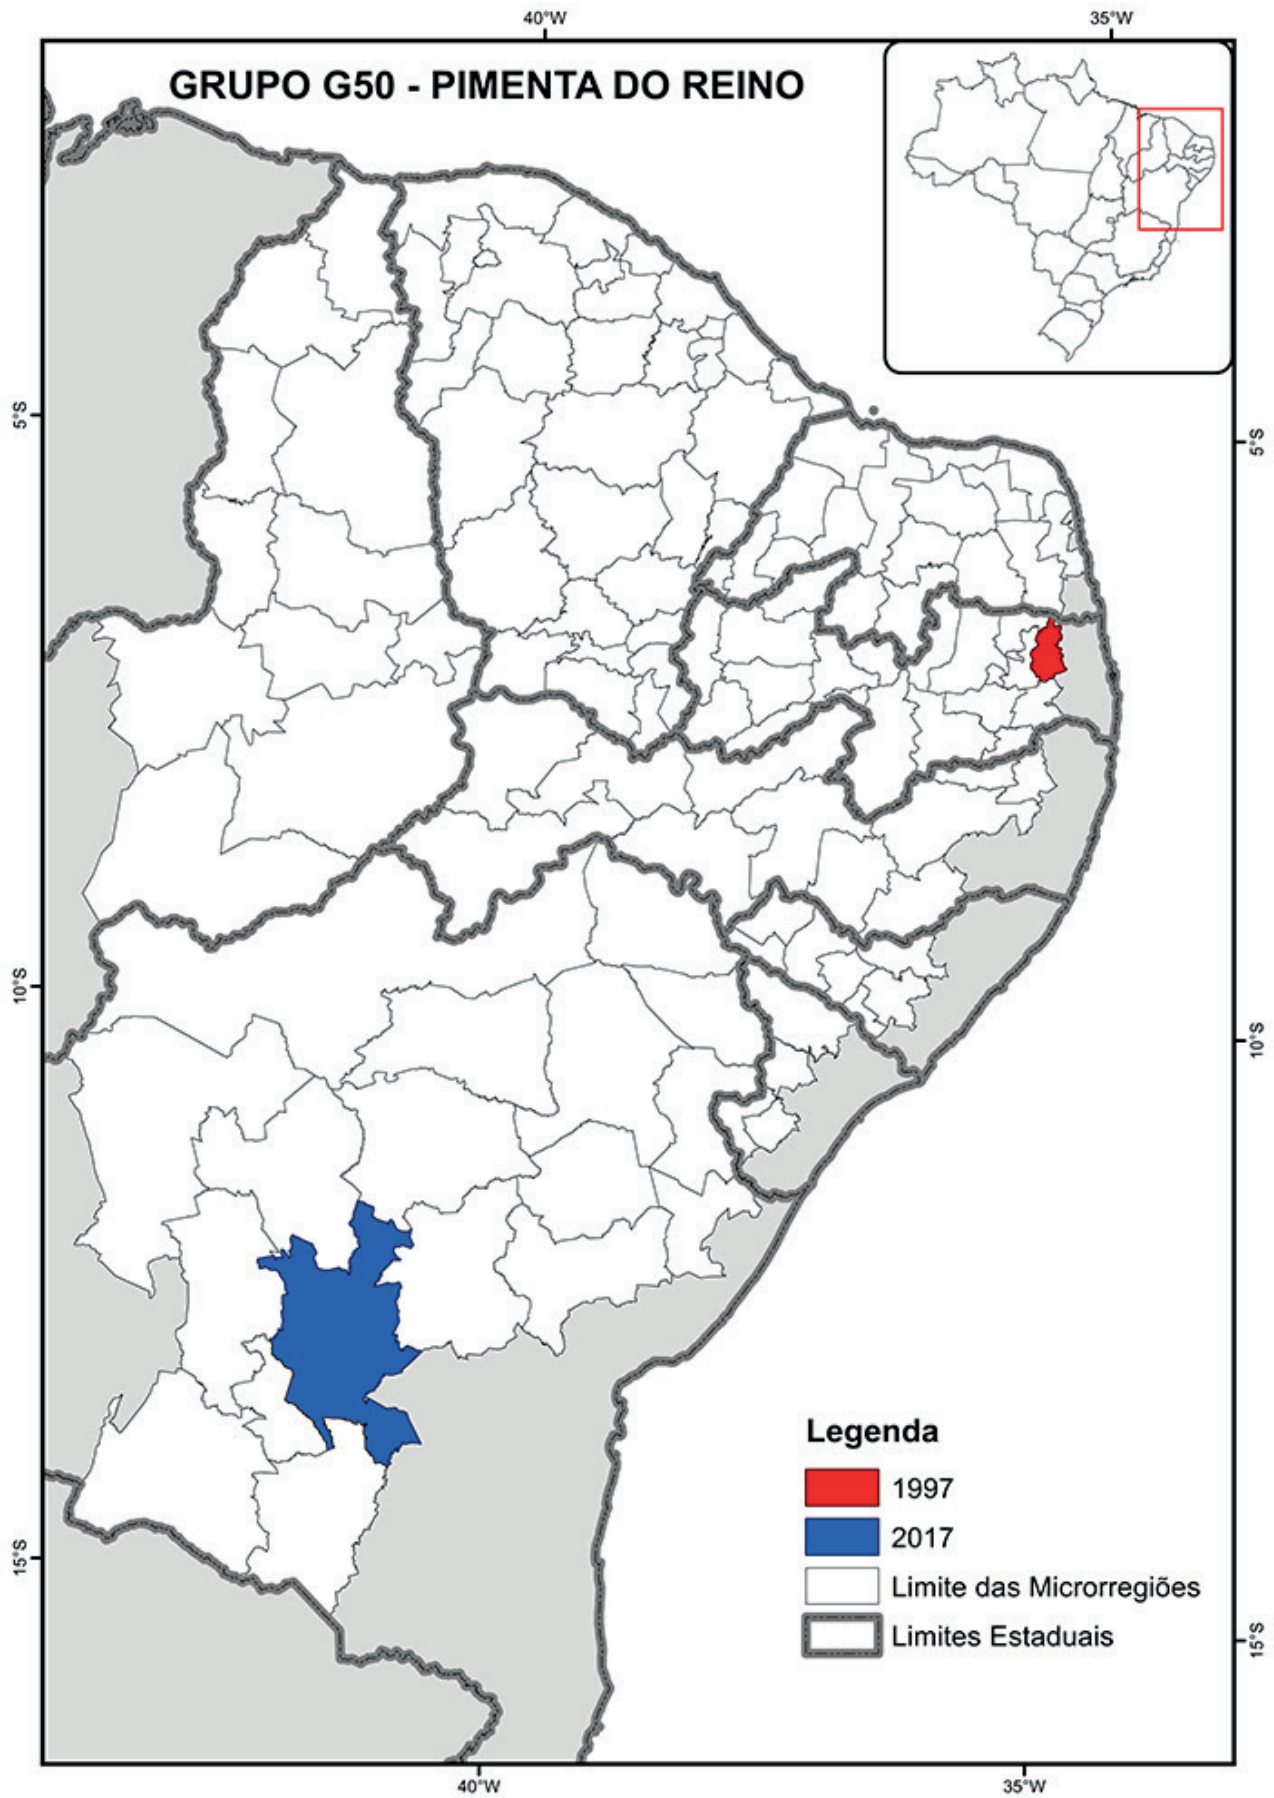 40°W
35°W
GRUPO G50 - PIMENTA DO REINO
5°S
5°S
10°S
10°S
15°S
15°S
Legenda
1997
2017
Limite das Microrregiões
Limites Estaduais
40°W
35°W